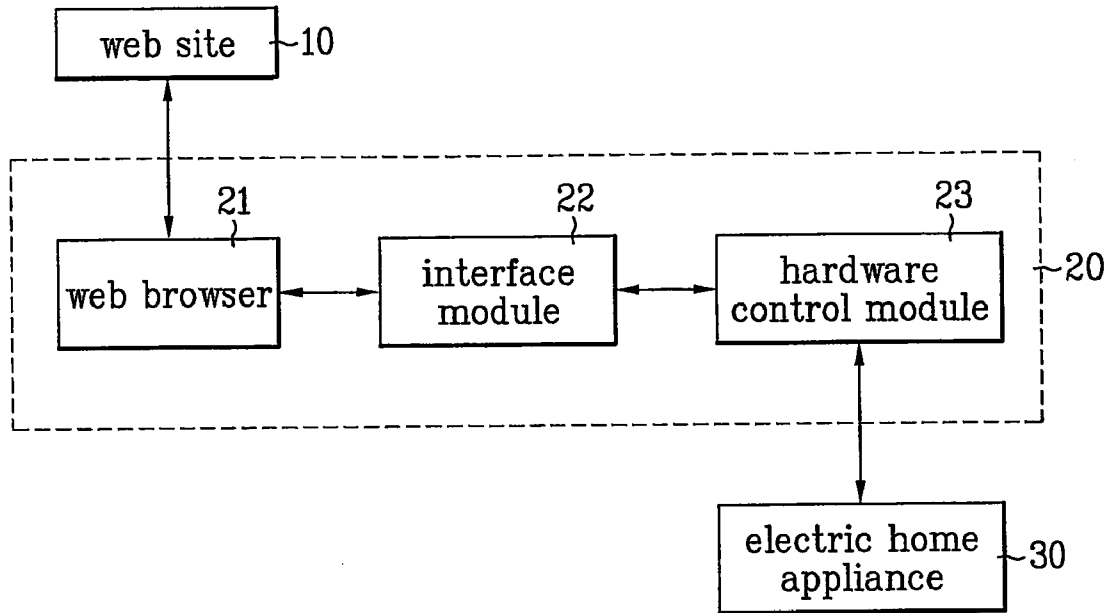 web site
10
21
22
23
web browser
interface
module
hardware
control module
20
electric home
appliance
30